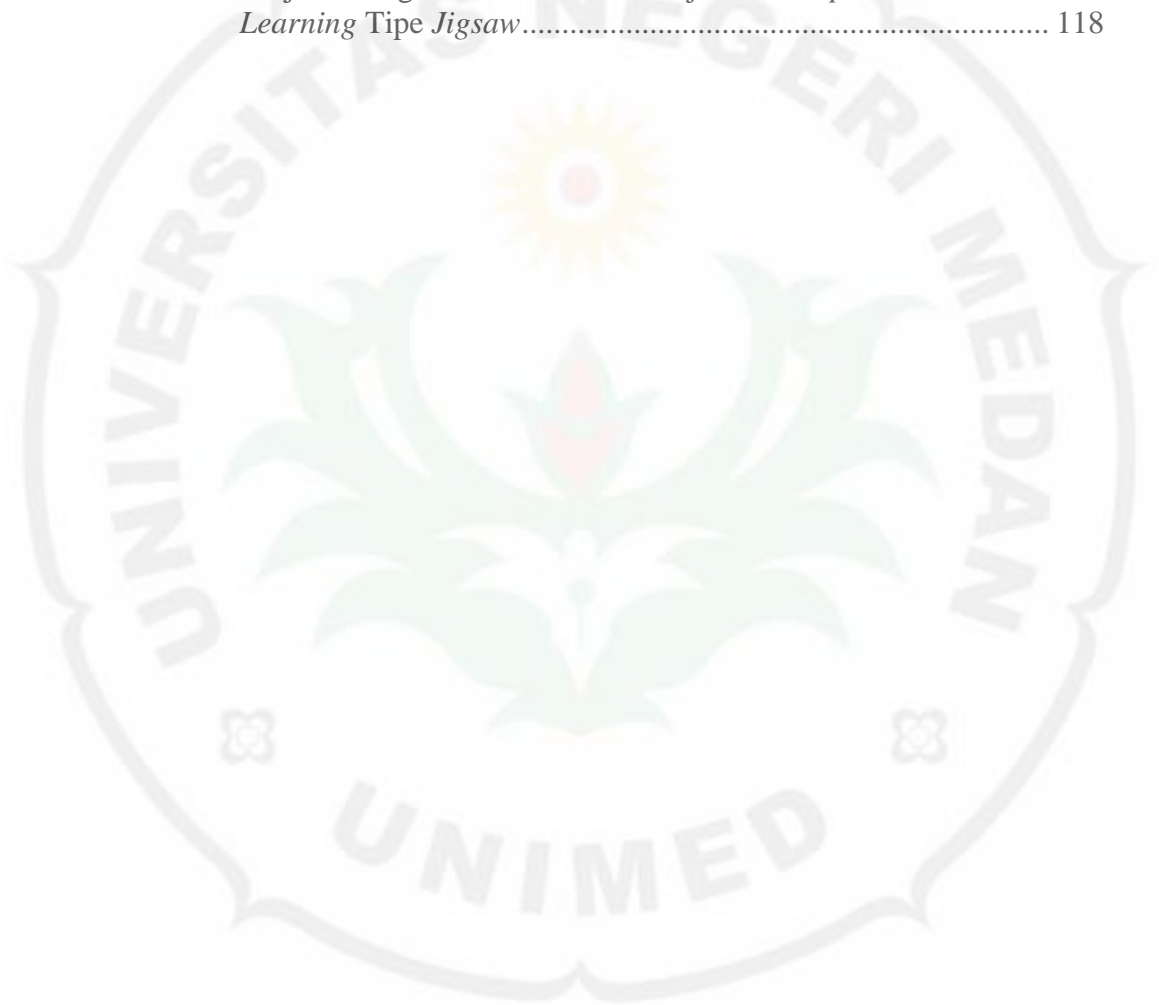 Learning Tipe Jigsaw.................................................................. 118
UNIVERSITAS NEGERI MEDAN
UNIMED